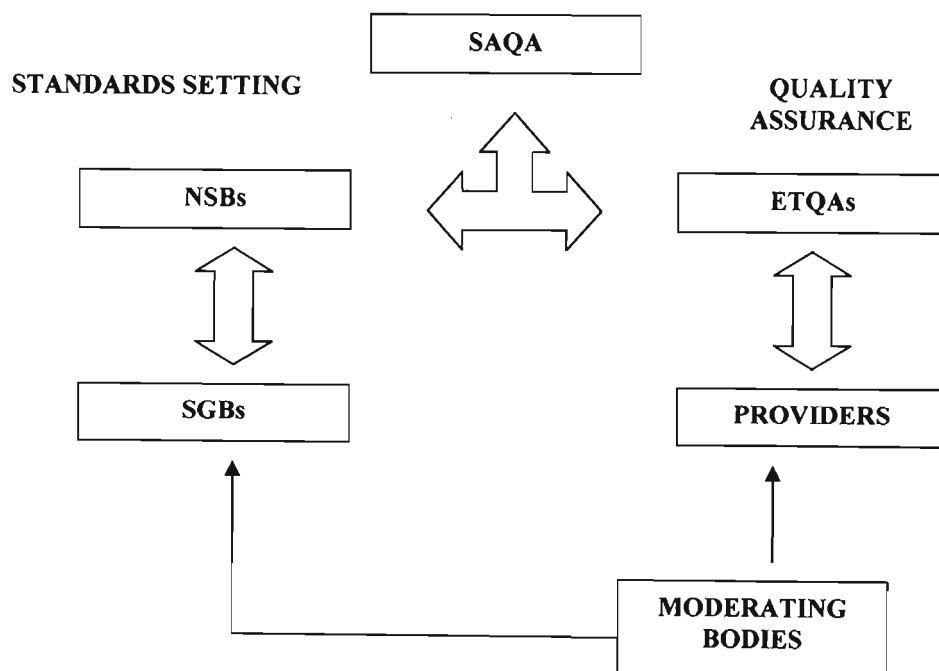 SAQA
STANDARDS SETTING
QUALITY
ASSURANCE
NSBs
ETQAs
SGBs
PROVIDERS
MODERATING
BODIES